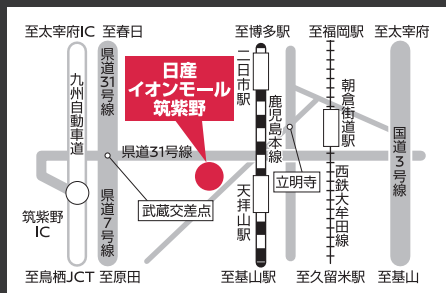 至太宰府IC
至春日
至博多駅
至福岡駅
至太宰府
県道31号線
日産
イオンモール
筑紫野
二日市駅
九州自動車道
鹿児島本線
朝倉街道駅
県道31号線
国道3号線
立明寺
武蔵交差点
県道7号線
天拝山駅
西鉄大牟田線
筑紫野
IC
至鳥栖JCT
至原田
至基山駅
至久留米駅
至基山